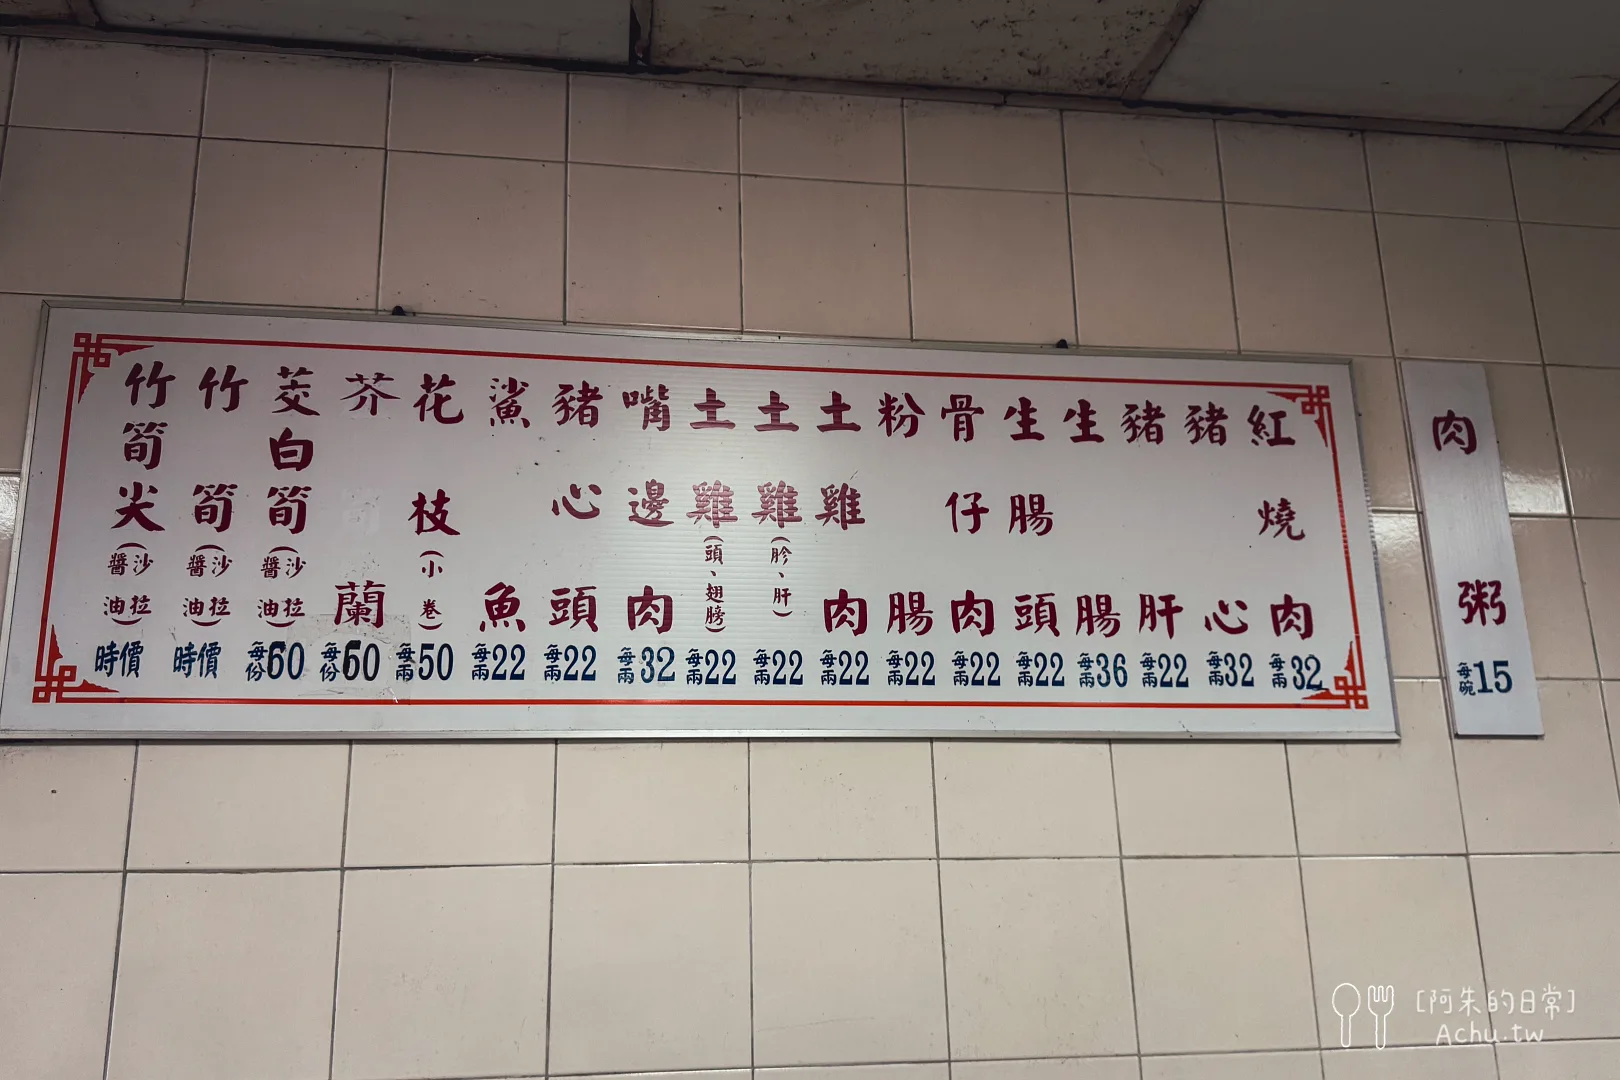 紅燒肉 每兩32
豬心 每兩32
豬肝 每兩22
生腸 每兩36
生腸頭 每兩22
骨仔肉 每兩22
粉腸 每兩22
土雞肉 每兩22
土雞(胗、肝) 每兩22
土雞(頭、翅膀) 每兩22
嘴邊肉 每兩32
豬心頭 每兩22
鯊魚 每兩22
花枝(小卷) 每兩50
芥蘭 每份60
茭白筍(沙拉醬油) 每份60
竹筍(沙拉醬油) 時價
竹筍尖(沙拉醬油) 時價
肉粥 每碗15
[阿朱的日常]
Achu.tw